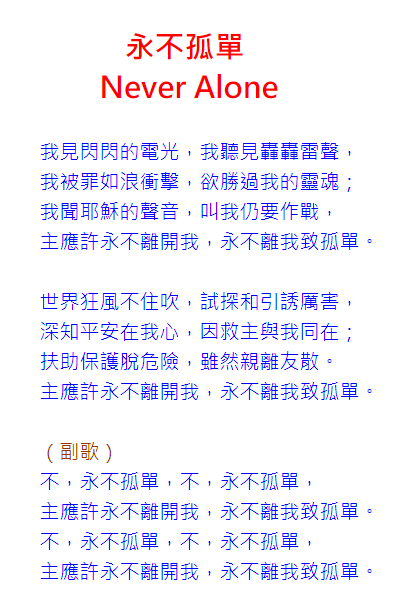 永不孤單
Never Alone
我見閃閃的電光，我聽見轟轟雷聲，
我被罪如浪衝擊，欲勝過我的靈魂；
我聞耶穌的聲音，叫我仍要作戰，
主應許永不離開我，永不離我致孤單。
世界狂風不住吹，試探和引誘厲害，
深知平安在我心，因救主與我同在；
扶助保護脫危險，雖然親離友散。
主應許永不離開我，永不離我致孤單。
（副歌）
不，永不孤單，不，永不孤單，
主應許永不離開我，永不離我致孤單。
不，永不孤單，不，永不孤單，
主應許永不離開我，永不離我致孤單。